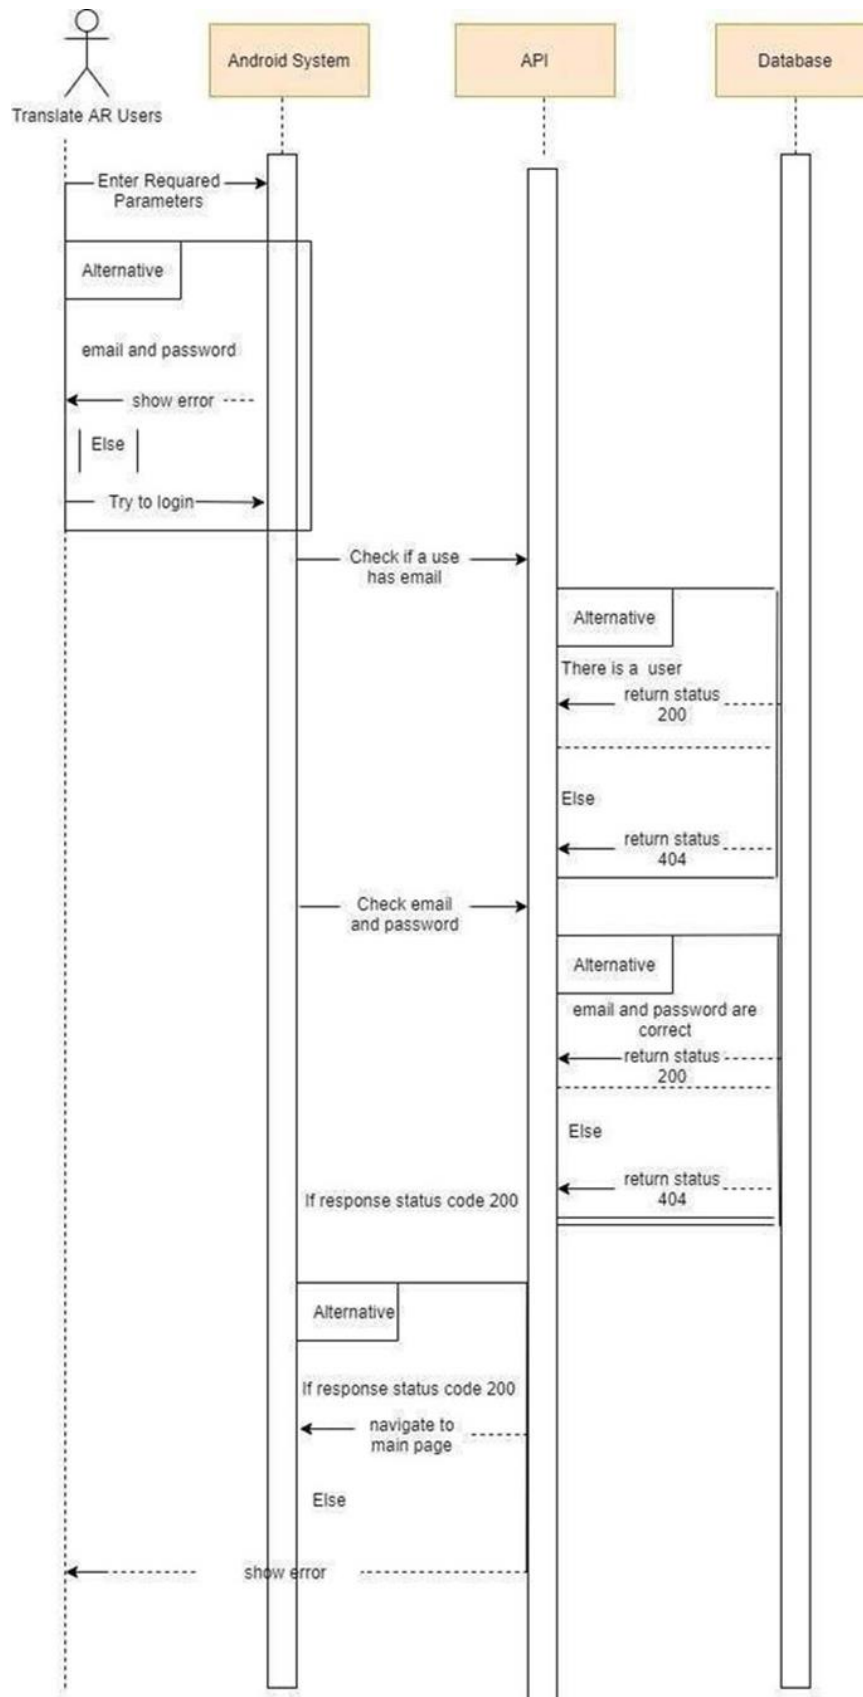 Android System
API
Database
Translate AR Users
Enter Requared
Parameters
Alternative
email and password
show error
Else
Try to login
Check if a use
has email
Alternative
There is a user
return status
200
Else
return status
404
Check email
and password
Alternative
email and password are
correct
return status
200
Else
return status
404
If response status code 200
Alternative
If response status code 200
navigate to
main page
Else
show error